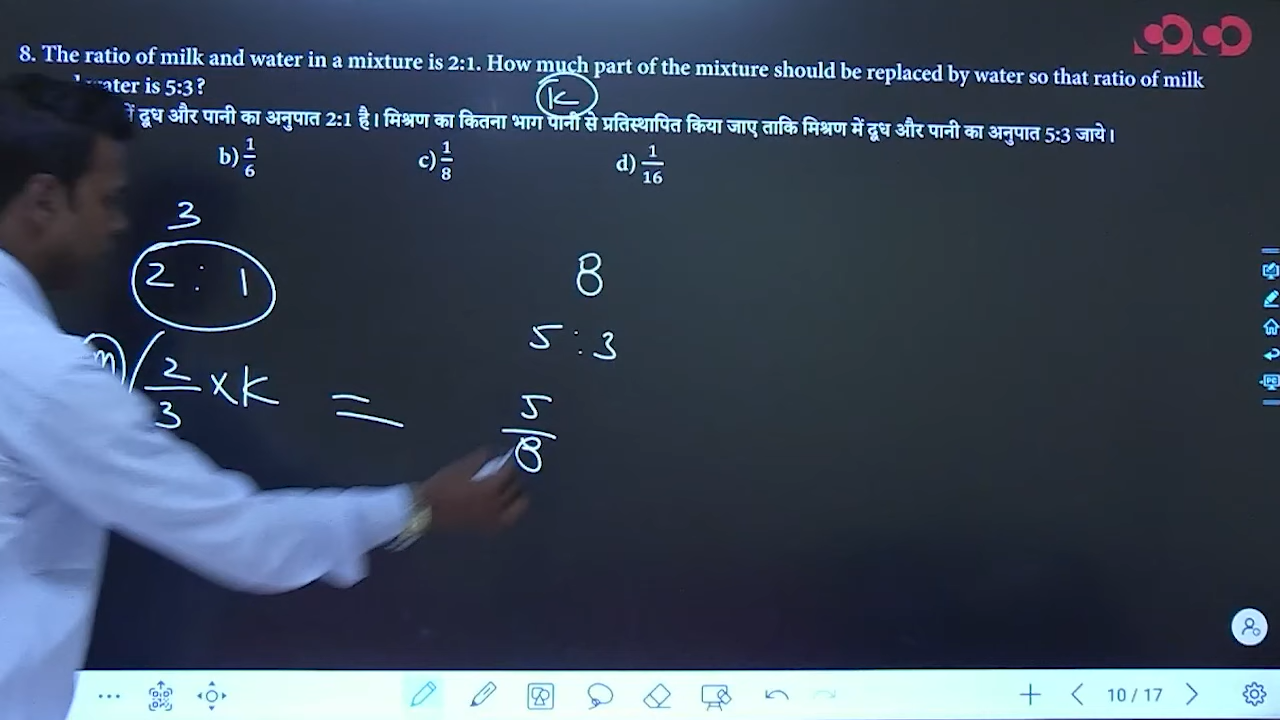 8. The ratio of milk and water in a mixture is 2:1. How much part of the mixture should be replaced by water so that ratio of milk
water is 5:3?
K
में दूध और पानी का अनुपात 2:1 है। मिश्रण का कितना भाग पानी से प्रतिस्थापित किया जाए ताकि मिश्रण में दूध और पानी का अनुपात 5:3 जाये।
b) 1/6 c) 1/8 d) 1/16
3
2 : 1
8
5 : 3
m) 2/3 × K = 5/8
10 / 17